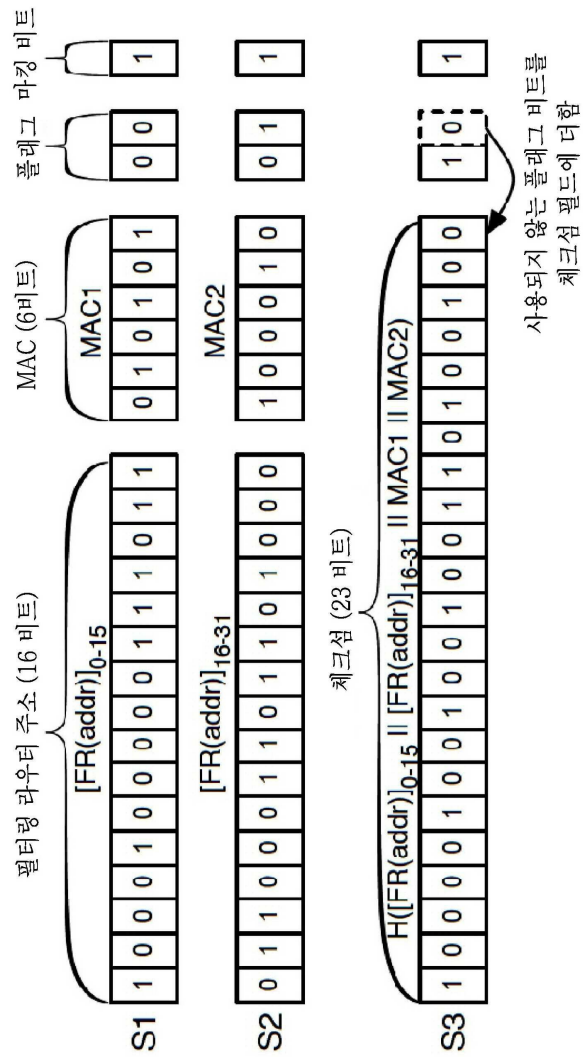 필터링 라우터 주소 (16 비트) MAC (6비트) 플래그 마킹 비트
[FR(addr)]0-15 MAC1
S1 1 0 0 0 1 0 0 0 0 0 1 1 1 0 1 1 0 1 0 1 0 1 0 0 1
[FR(addr)]16-31 MAC2
S2 0 1 1 0 0 0 1 1 0 1 1 0 1 0 0 0 1 0 0 0 1 0 0 1 1
체크섬 (23 비트)
H([FR(addr)]0-15 || [FR(addr)]16-31 || MAC1 || MAC2)
S3 1 0 0 0 0 1 0 0 1 0 0 1 0 0 1 1 0 1 0 0 1 0 0 1 0 1
사용되지 않는 플래그 비트를
체크섬 필드에 더함